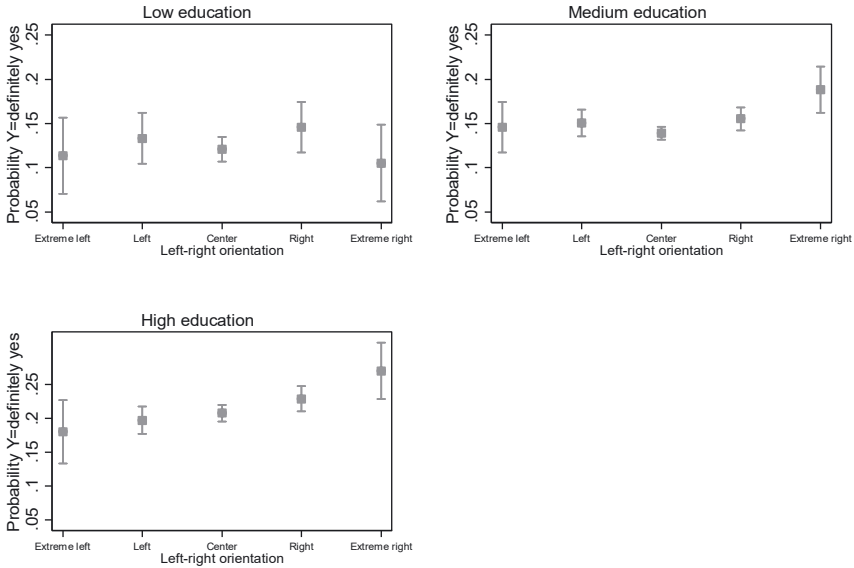 Low education
Probability Y=definitely yes
.25
.2
.15
.1
.05
Extreme left Left Center Right Extreme right
Left-right orientation
Medium education
Probability Y=definitely yes
.25
.2
.15
.1
.05
Extreme left Left Center Right Extreme right
Left-right orientation
High education
Probability Y=definitely yes
.25
.2
.15
.1
.05
Extreme left Left Center Right Extreme right
Left-right orientation